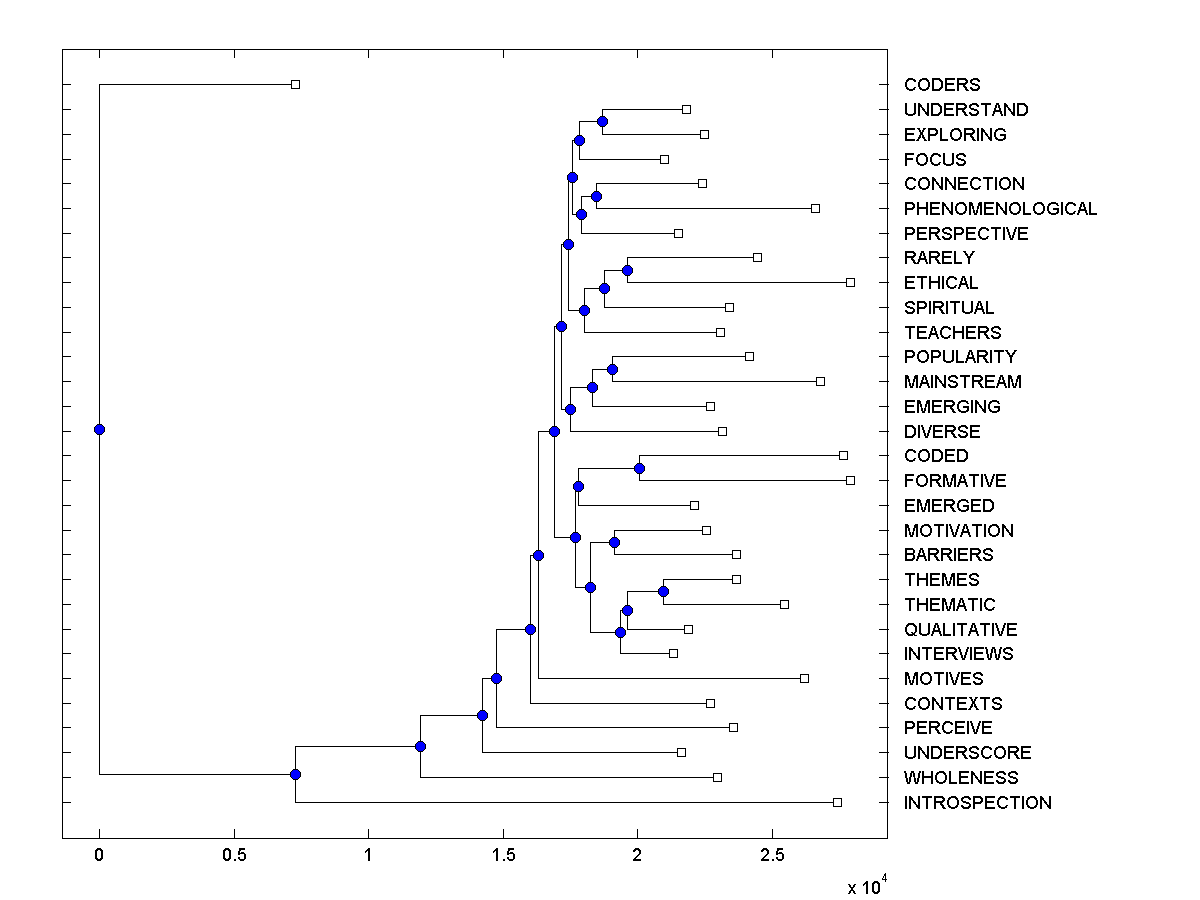 CODERS
UNDERSTAND
EXPLORING
FOCUS
CONNECTION
PHENOMENOLOGICAL
PERSPECTIVE
RARELY
ETHICAL
SPIRITUAL
TEACHERS
POPULARITY
MAINSTREAM
EMERGING
DIVERSE
CODED
FORMATIVE
EMERGED
MOTIVATION
BARRIERS
THEMES
THEMATIC
QUALITATIVE
INTERVIEWS
MOTIVES
CONTEXTS
PERCEIVE
UNDERSCORE
WHOLENESS
INTROSPECTION
0 0.5 1 1.5 2 2.5
x 10^4